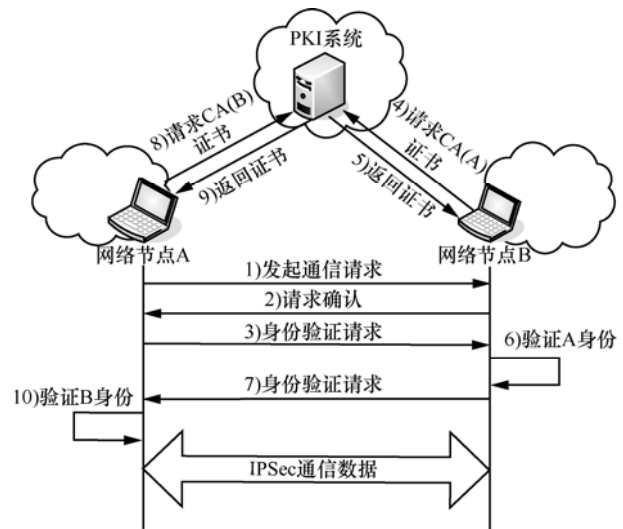 PKI系统
8)请求CA(B)
证书
4)请求CA(A)
证书
9)返回证书
5)返回证书
网络节点A
网络节点B
1)发起通信请求
2)请求确认
3)身份验证请求
6)验证A身份
7)身份验证请求
10)验证B身份
IPSec通信数据